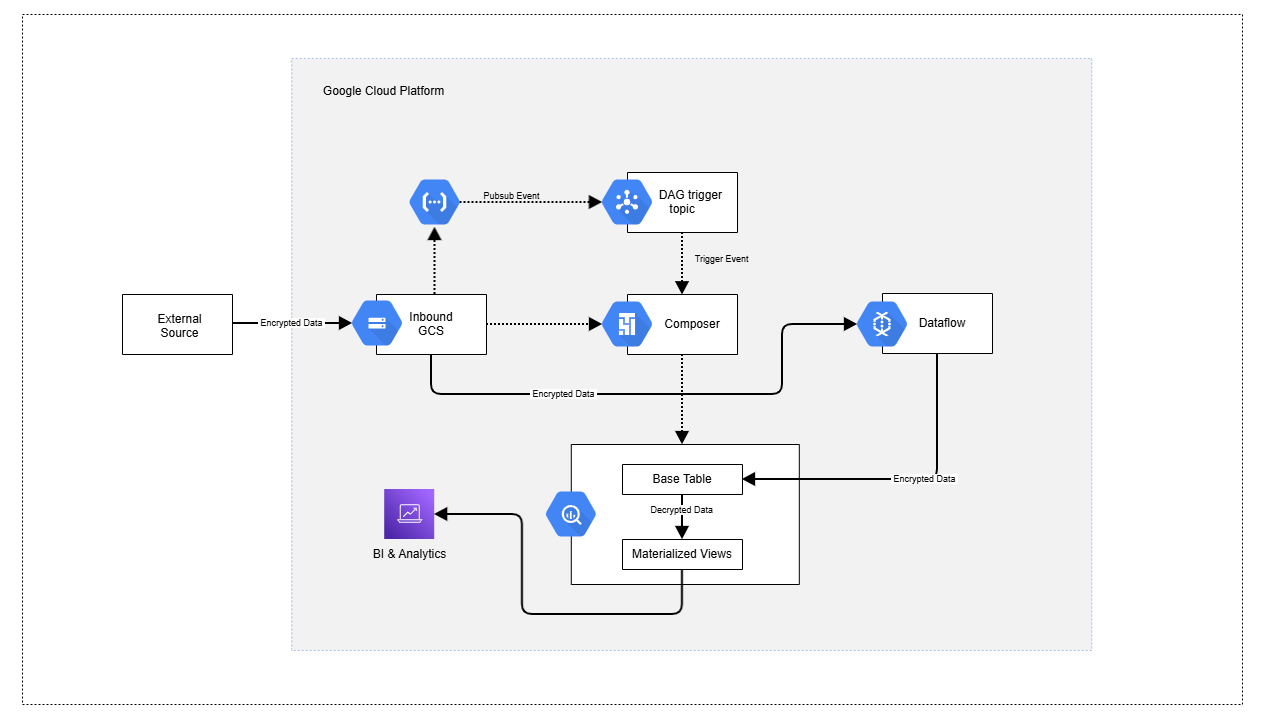 Google Cloud Platform
Pubsub Event
DAG trigger
topic
Trigger Event
External
Source
Encrypted Data
Inbound
GCS
Composer
Dataflow
Encrypted Data
Base Table
Encrypted Data
Decrypted Data
Materialized Views
BI & Analytics